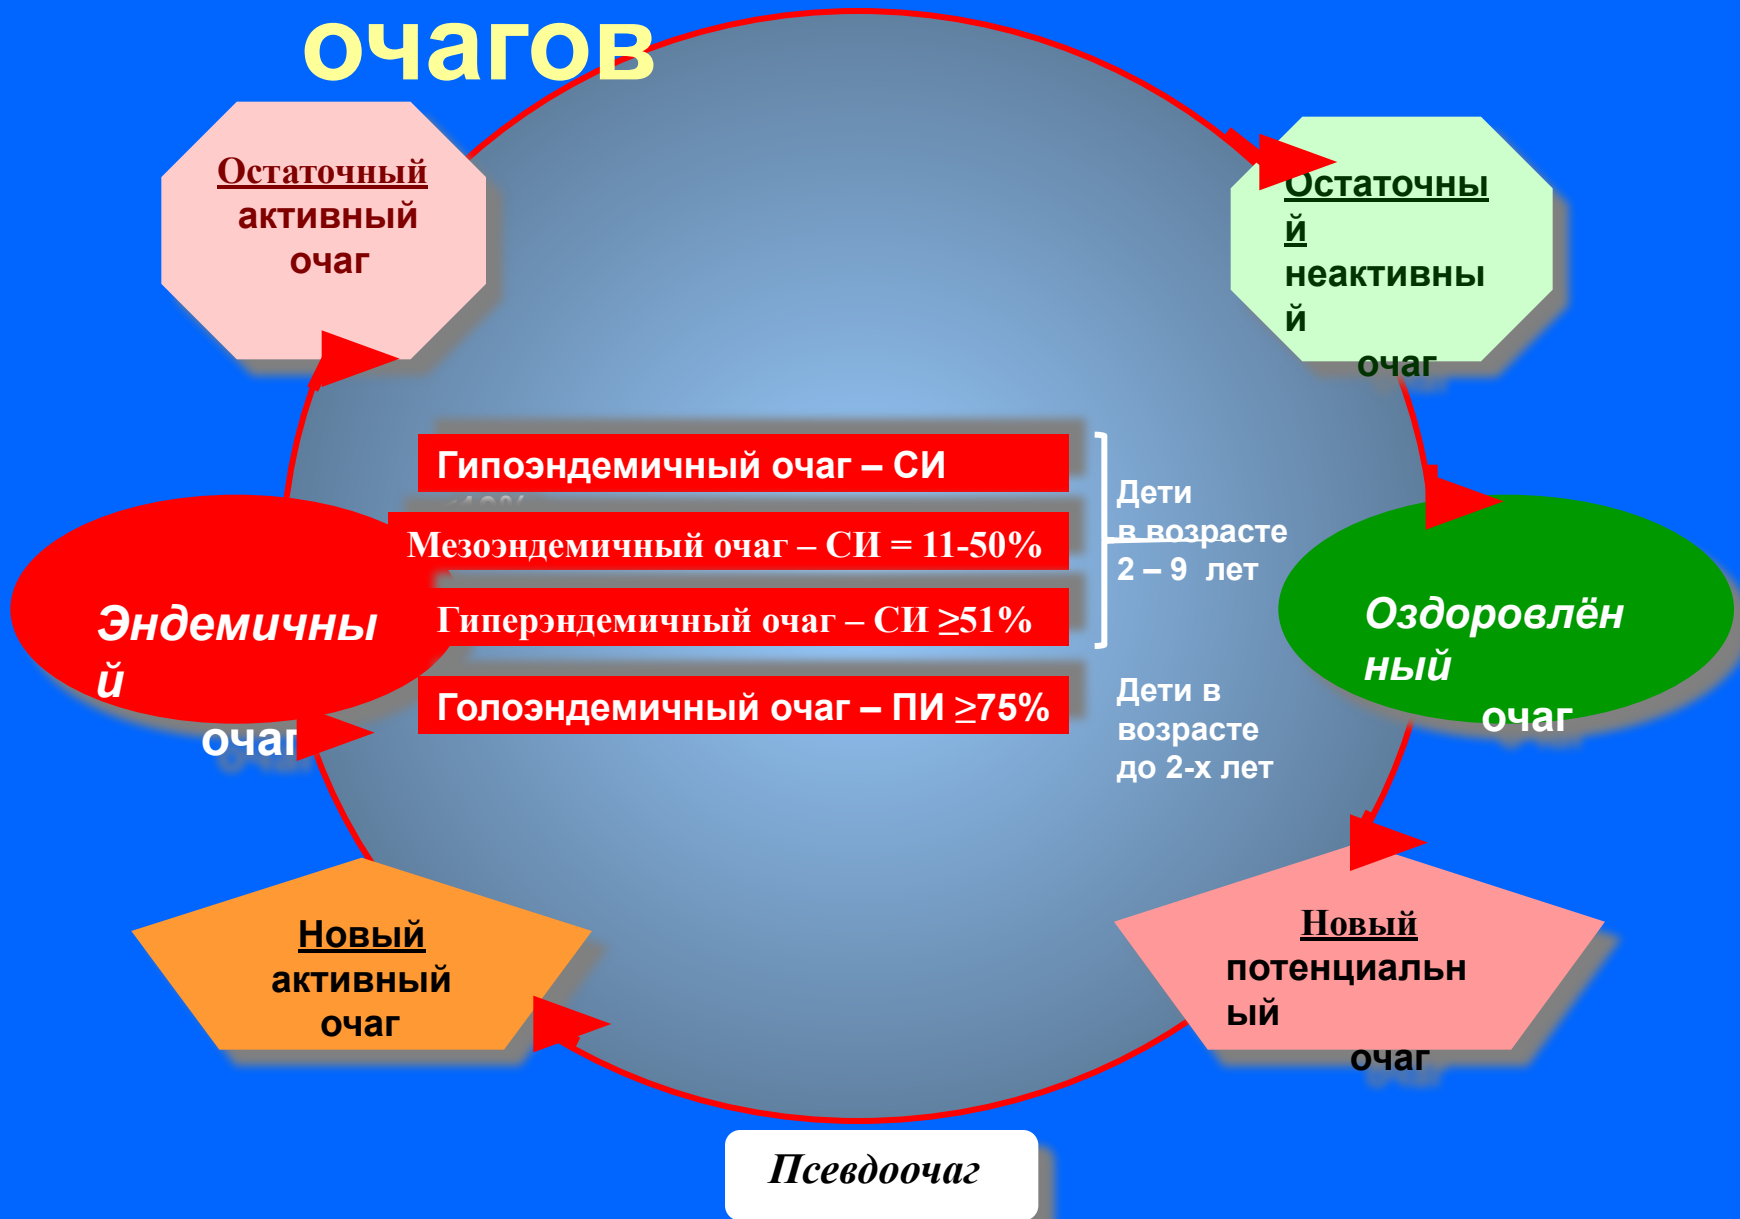 очагов
Остаточный
активный
очаг
Остаточны
й
неактивны
й
очаг
Гипоэндемичный очаг – СИ
Мезоэндемичный очаг – СИ = 11-50%
Гиперэндемичный очаг – СИ ≥51%
Голоэндемичный очаг – ПИ ≥75%
Дети
в возрасте
2 – 9 лет
Дети в
возрасте
до 2-х лет
Эндемичны
й
очаг
Оздоровлён
ный
очаг
Новый
активный
очаг
Новый
потенциальн
ый
очаг
Псевдоочаг